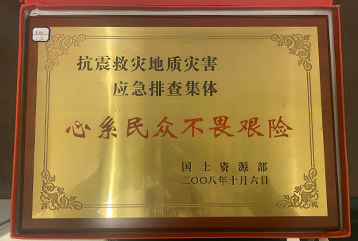 抗震救灾地质灾害
应急排查集体
心系民众不畏艰险
国土资源部
二〇〇八年十月六日